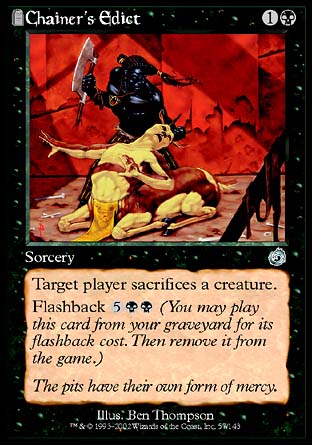 Chainer's Edict 1
Sorcery
Target player sacrifices a creature.
Flashback 5 (You may play
this card from your graveyard for its
flashback cost. Then remove it from
the game.)
The pits have their own form of mercy.
Illus. Ben Thompson
™ & © 1993-2002 Wizards of the Coast, Inc. 57/143